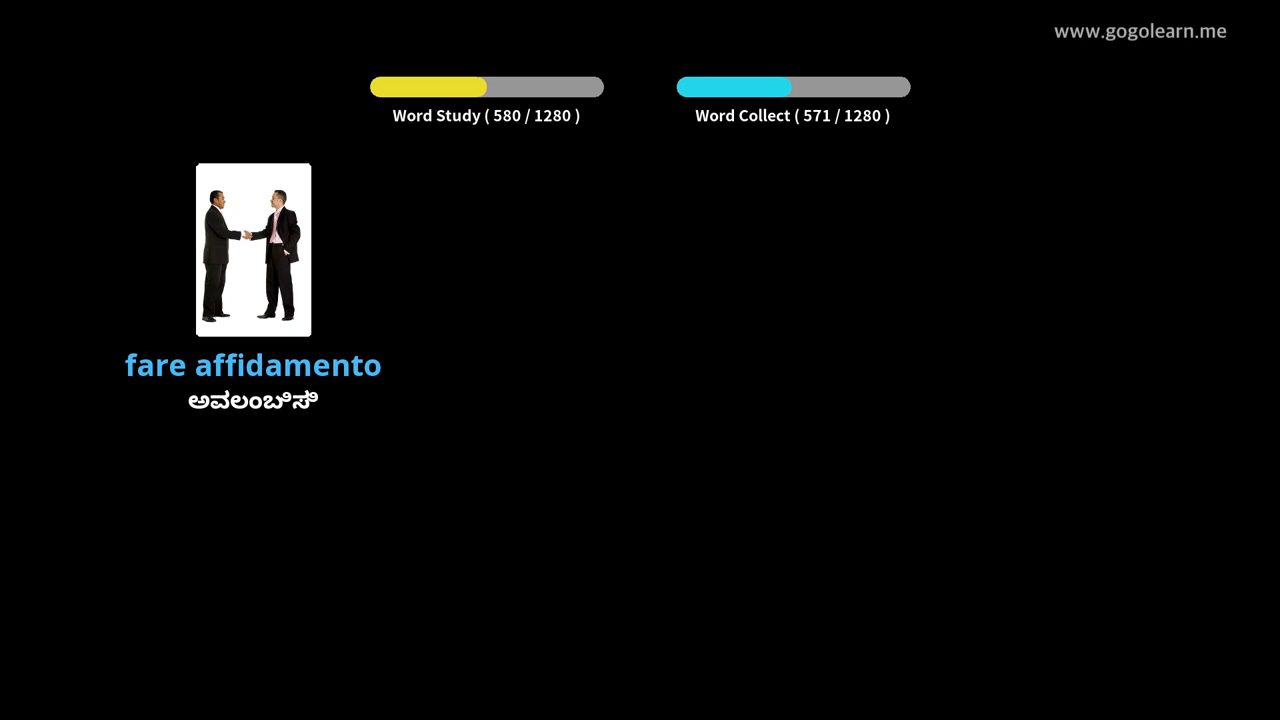 www.gogolearn.me
Word Study ( 580 / 1280 )
Word Collect ( 571 / 1280 )
fare affidamento
ಅವಲಂಬಿಸಿ